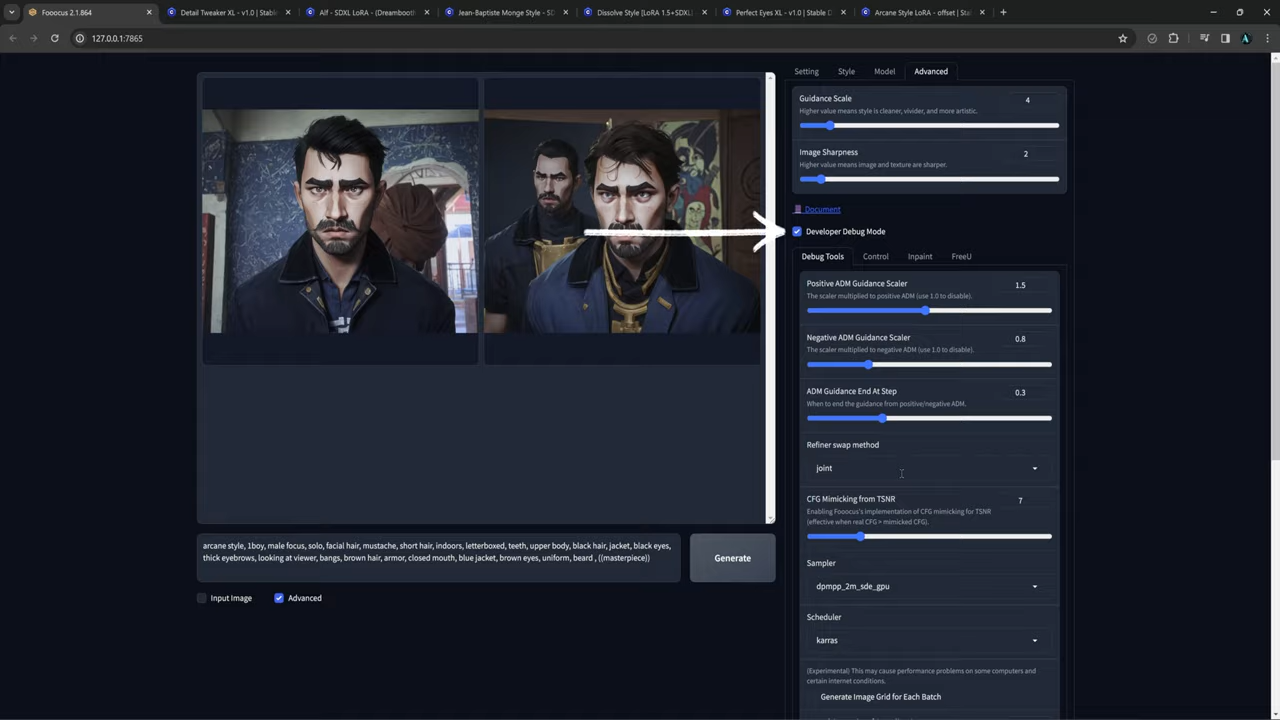 Fooocus 2.1.864
Detail Tweaker XL - v1.0 | Stable
Alf - SDXL LoRA - (Dreambooth
Jean-Baptiste Monge Style - SD
Dissolve Style [LoRA 1.5+SDXL]
Perfect Eyes XL - v1.0 | Stable D
Arcane Style LoRA - offset | Stab
127.0.0.1:7865
Setting
Style
Model
Advanced
Guidance Scale
4
Higher value means style is cleaner, vivider, and more artistic.
Image Sharpness
2
Higher value means image and texture are sharper.
Document
Developer Debug Mode
Debug Tools
Control
Inpaint
FreeU
Positive ADM Guidance Scaler
1.5
The scaler multiplied to positive ADM (use 1.0 to disable).
Negative ADM Guidance Scaler
0.8
The scaler multiplied to negative ADM (use 1.0 to disable).
ADM Guidance End At Step
0.3
When to end the guidance from positive/negative ADM.
Refiner swap method
joint
CFG Mimicking from TSNR
7
Enabling Fooocus's implementation of CFG mimicking for TSNR
(effective when real CFG > mimicked CFG).
Sampler
dpmpp_2m_sde_gpu
Scheduler
karras
(Experimental) This may cause performance problems on some computers and
certain internet conditions.
Generate Image Grid for Each Batch
arcane style, 1boy, male focus, solo, facial hair, mustache, short hair, indoors, letterboxed, teeth, upper body, black hair, jacket, black eyes,
thick eyebrows, looking at viewer, bangs, brown hair, armor, closed mouth, blue jacket, brown eyes, uniform, beard , ((masterpiece))
Generate
Input Image
Advanced